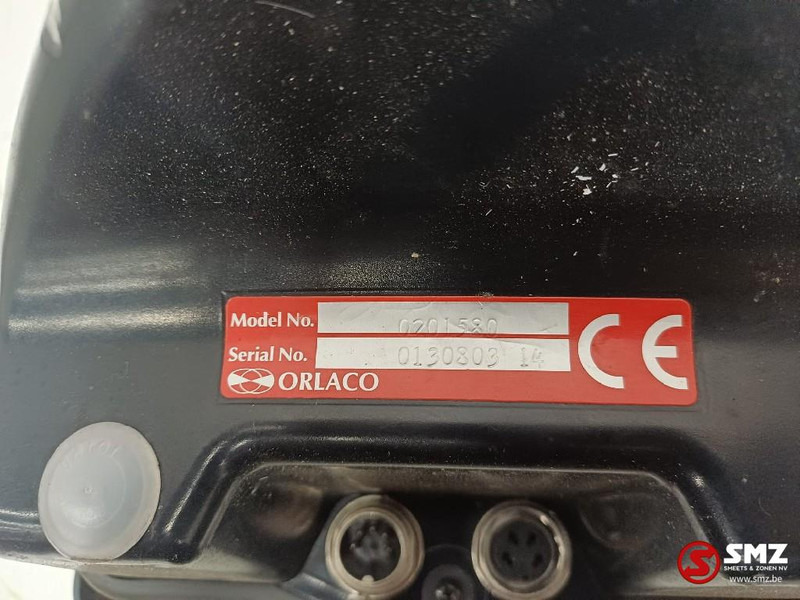 Model No. 0201580
Serial No. 0130803 14
ORLACO
CE
SMZ
SMEETS & ZONEN NV
www.smz.be